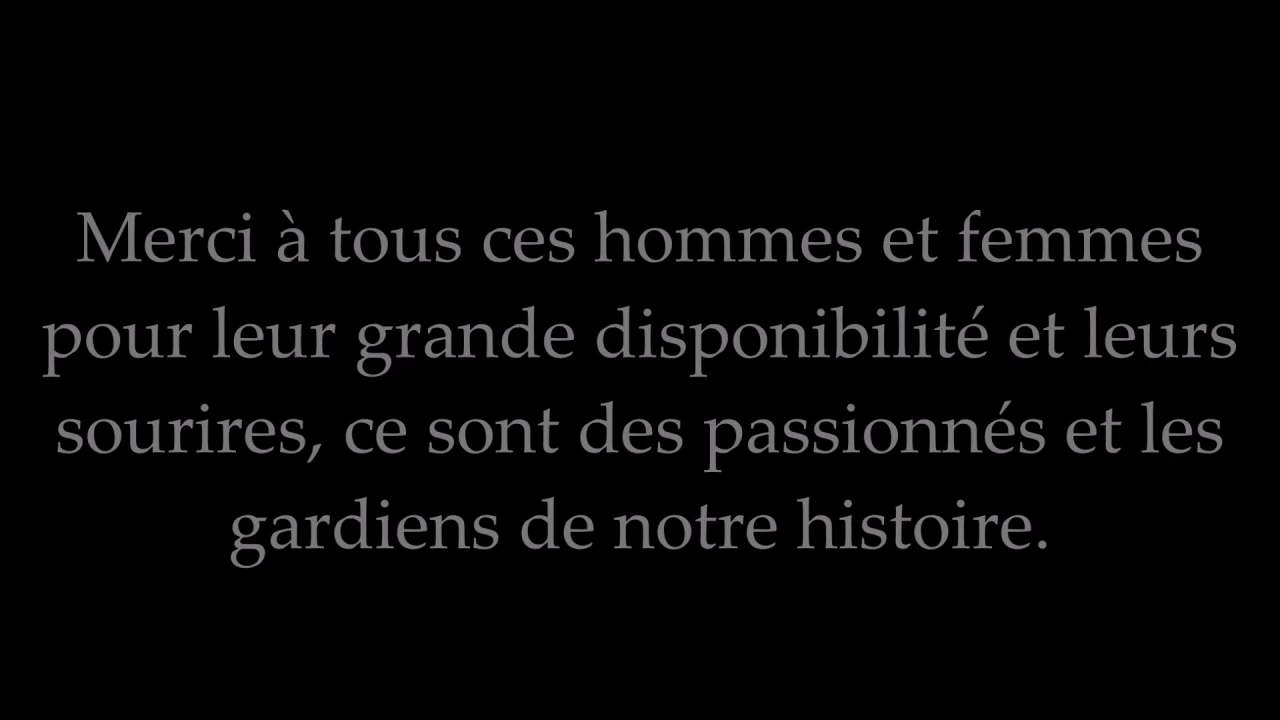 Merci à tous ces hommes et femmes
pour leur grande disponibilité et leurs
sourires, ce sont des passionnés et les
gardiens de notre histoire.